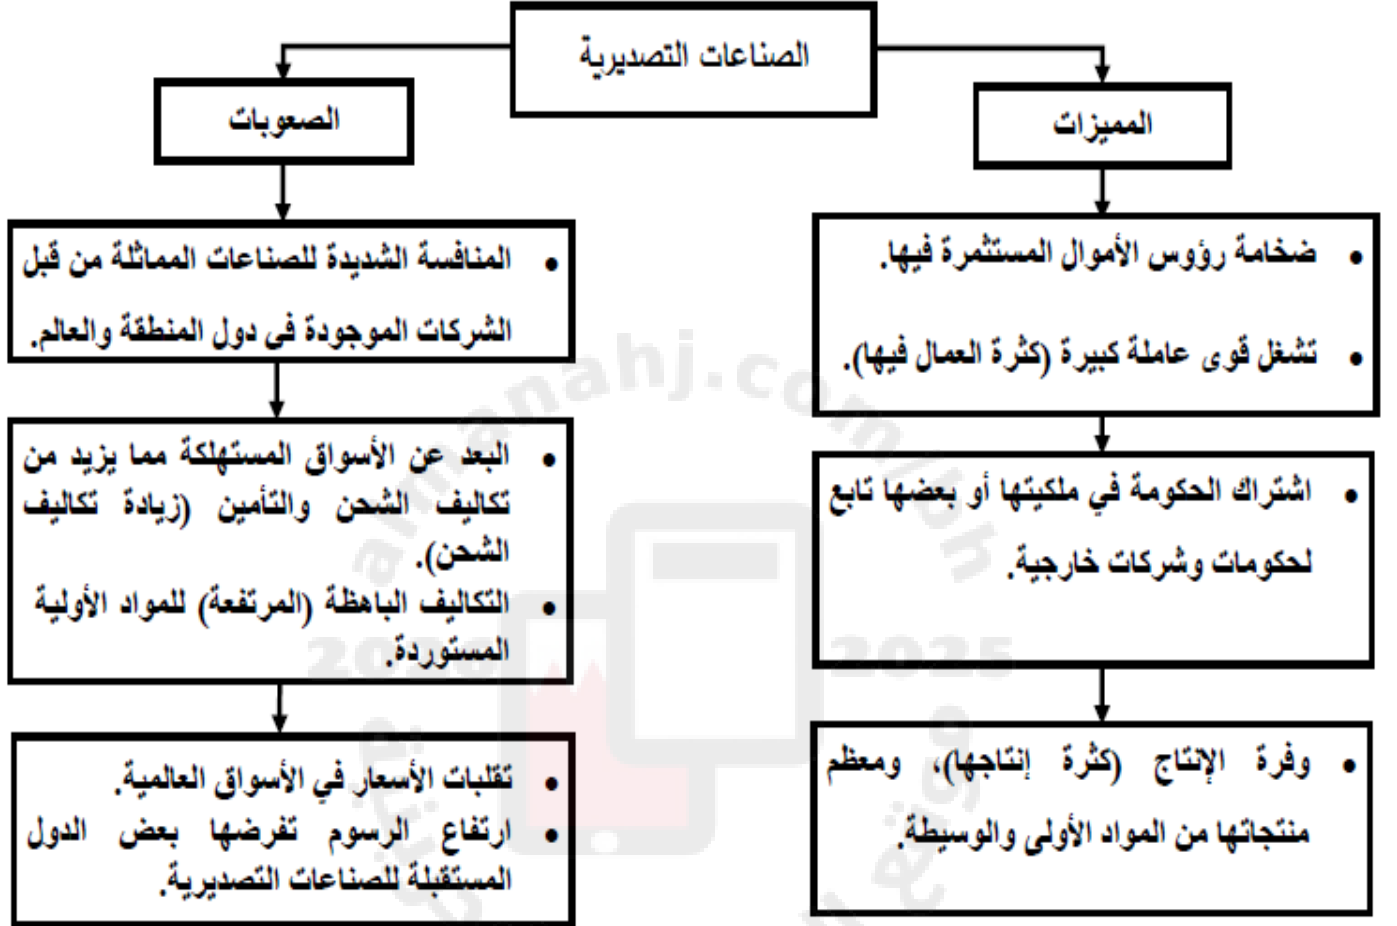 الصناعات التصديرية
المميزات
ضخامة رؤوس الأموال المستثمرة فيها.
تشغل قوى عاملة كبيرة (كثرة العمال فيها).
اشتراك الحكومة في ملكيتها أو بعضها تابع
لحكومات وشركات خارجية.
وفرة الإنتاج (كثرة إنتاجها)، ومعظم
منتجاتها من المواد الأولى والوسيطة.
الصعوبات
المنافسة الشديدة للصناعات المماثلة من قبل
الشركات الموجودة في دول المنطقة والعالم.
البعد عن الأسواق المستهلكة مما يزيد من
تكاليف الشحن والتأمين (زيادة تكاليف
الشحن).
التكاليف الباهظة (المرتفعة) للمواد الأولية
المستوردة.
تقلبات الأسعار في الأسواق العالمية.
ارتفاع الرسوم تفرضها بعض الدول
المستقبلة للصناعات التصديرية.
almanahj.com/bh
2025